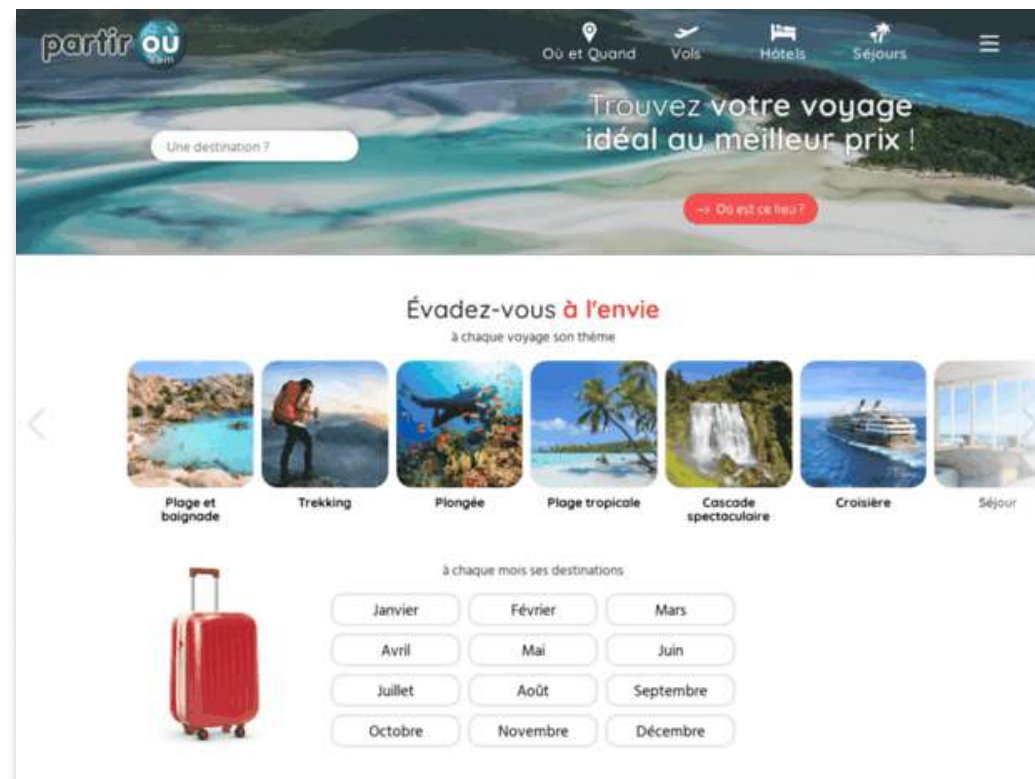 partir où
.com
Où et Quand
Vols
Hôtels
Séjours
Trouvez votre voyage
idéal au meilleur prix !
Une destination ?
→ Où est ce lieu ?
Évadez-vous à l'envie
à chaque voyage son thème
Plage et
baignade
Trekking
Plongée
Plage tropicale
Cascade
spectaculaire
Croisière
Séjour
à chaque mois ses destinations
Janvier
Février
Mars
Avril
Mai
Juin
Juillet
Août
Septembre
Octobre
Novembre
Décembre